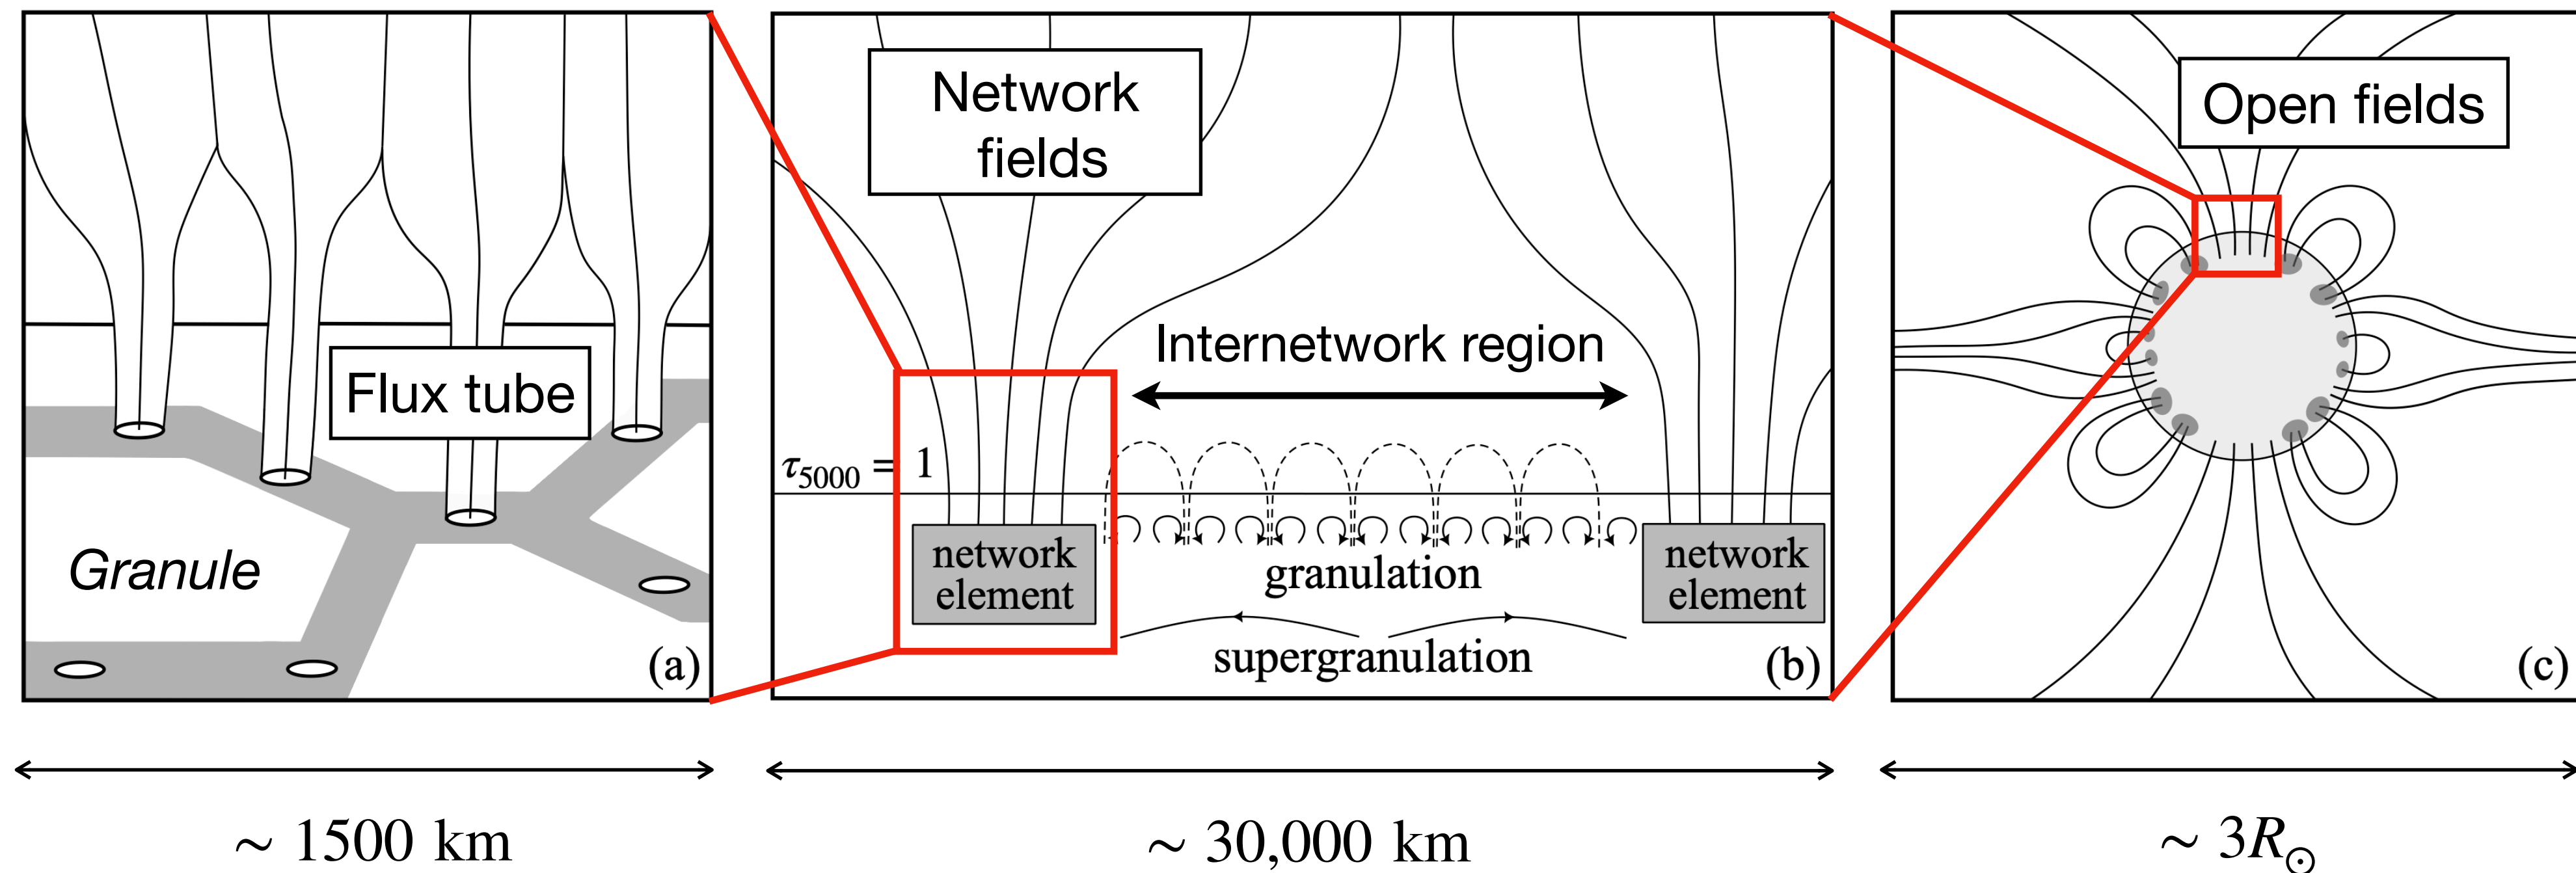 Flux tube
Granule
(a)
Network
fields
Internetwork region
τ₅₀₀₀ = 1
network
element
granulation
supergranulation
network
element
(b)
Open fields
(c)
~ 1500 km
~ 30,000 km
~ 3R☉